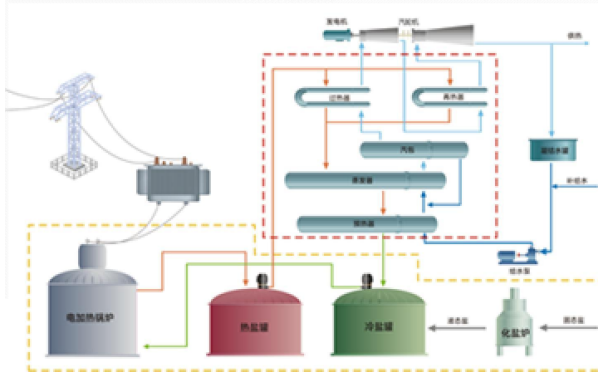 发电机
汽轮机
供热
过热器
再热器
汽包
凝结水罐
蒸发器
补给水
预热器
给水泵
电加热锅炉
热盐罐
冷盐罐
液态盐
化盐炉
固态盐